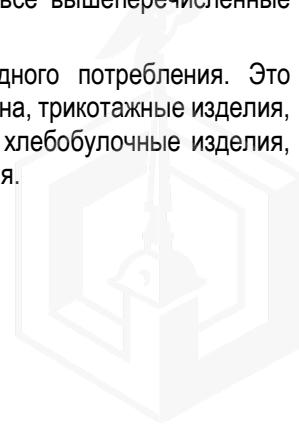 все вышеперечисленные
дного потребления. Это
на, трикотажные изделия,
хлебобулочные изделия,
я.